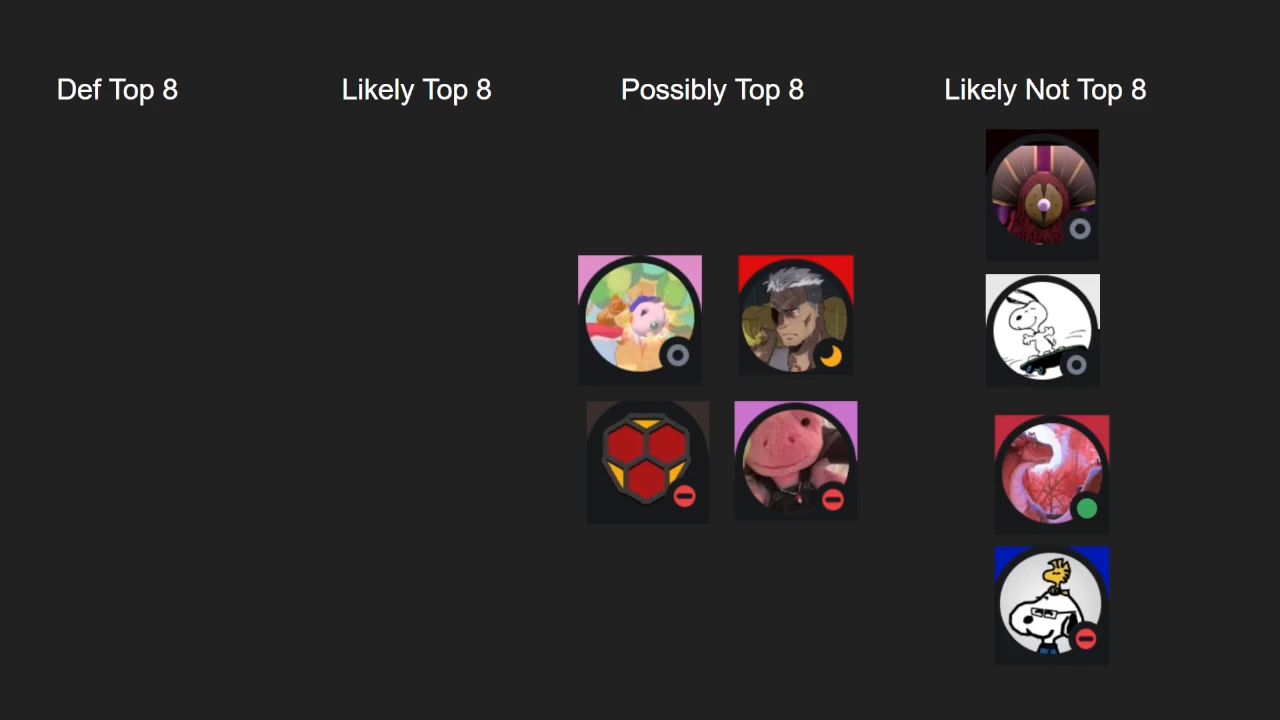 Def Top 8
Likely Top 8
Possibly Top 8
Likely Not Top 8